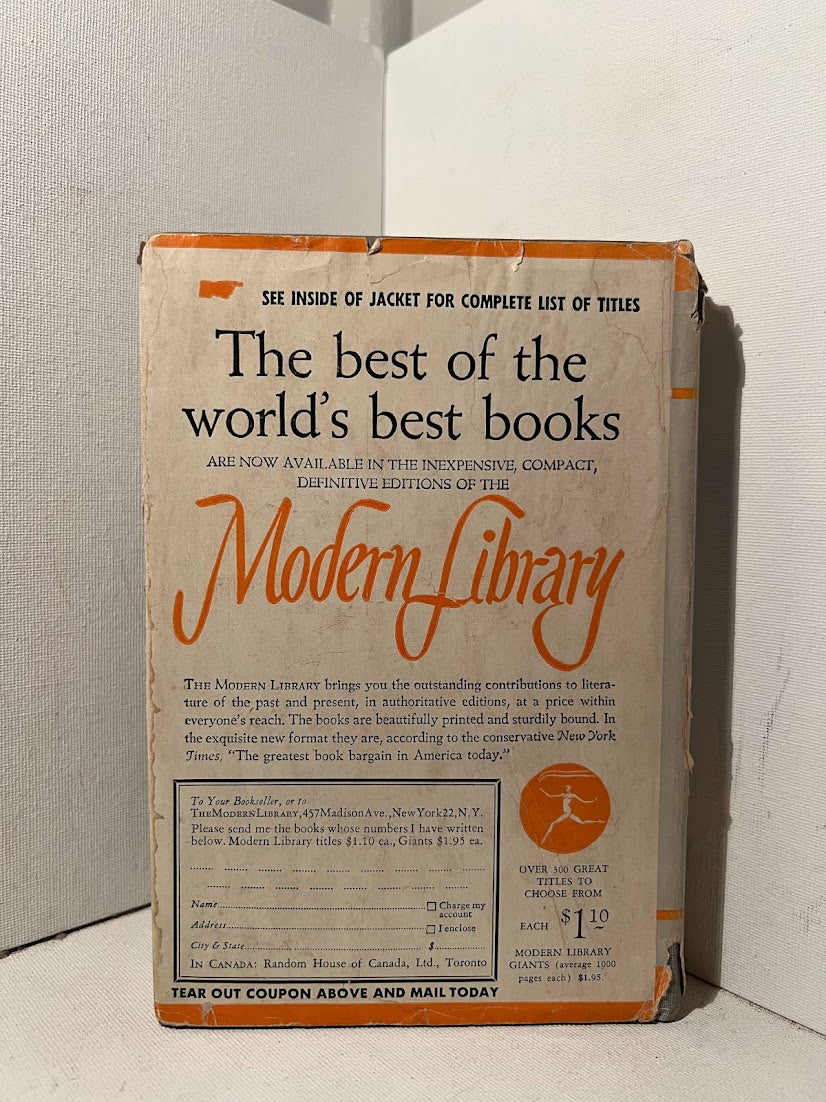 SEE INSIDE OF JACKET FOR COMPLETE LIST OF TITLES
The best of the
world's best books
ARE NOW AVAILABLE IN THE INEXPENSIVE, COMPACT,
DEFINITIVE EDITIONS OF THE
Modern Library
THE MODERN LIBRARY brings you the outstanding contributions to litera-
ture of the past and present, in authoritative editions, at a price within
everyone's reach. The books are beautifully printed and sturdily bound. In
the exquisite new format they are, according to the conservative New York
Times, "The greatest book bargain in America today."
To Your Bookseller, or to
THE MODERN LIBRARY, 457 Madison Ave., New York 22, N.Y.
Please send me the books whose numbers I have written
below. Modern Library titles $1.10 ea., Giants $1.95 ea.
Name
Charge my
account
Address
I enclose
City & State
$
IN CANADA: Random House of Canada, Ltd., Toronto
TEAR OUT COUPON ABOVE AND MAIL TODAY
OVER 300 GREAT
TITLES TO
CHOOSE FROM
EACH $1.10
MODERN LIBRARY
GIANTS (average 1000
pages each) $1.95.